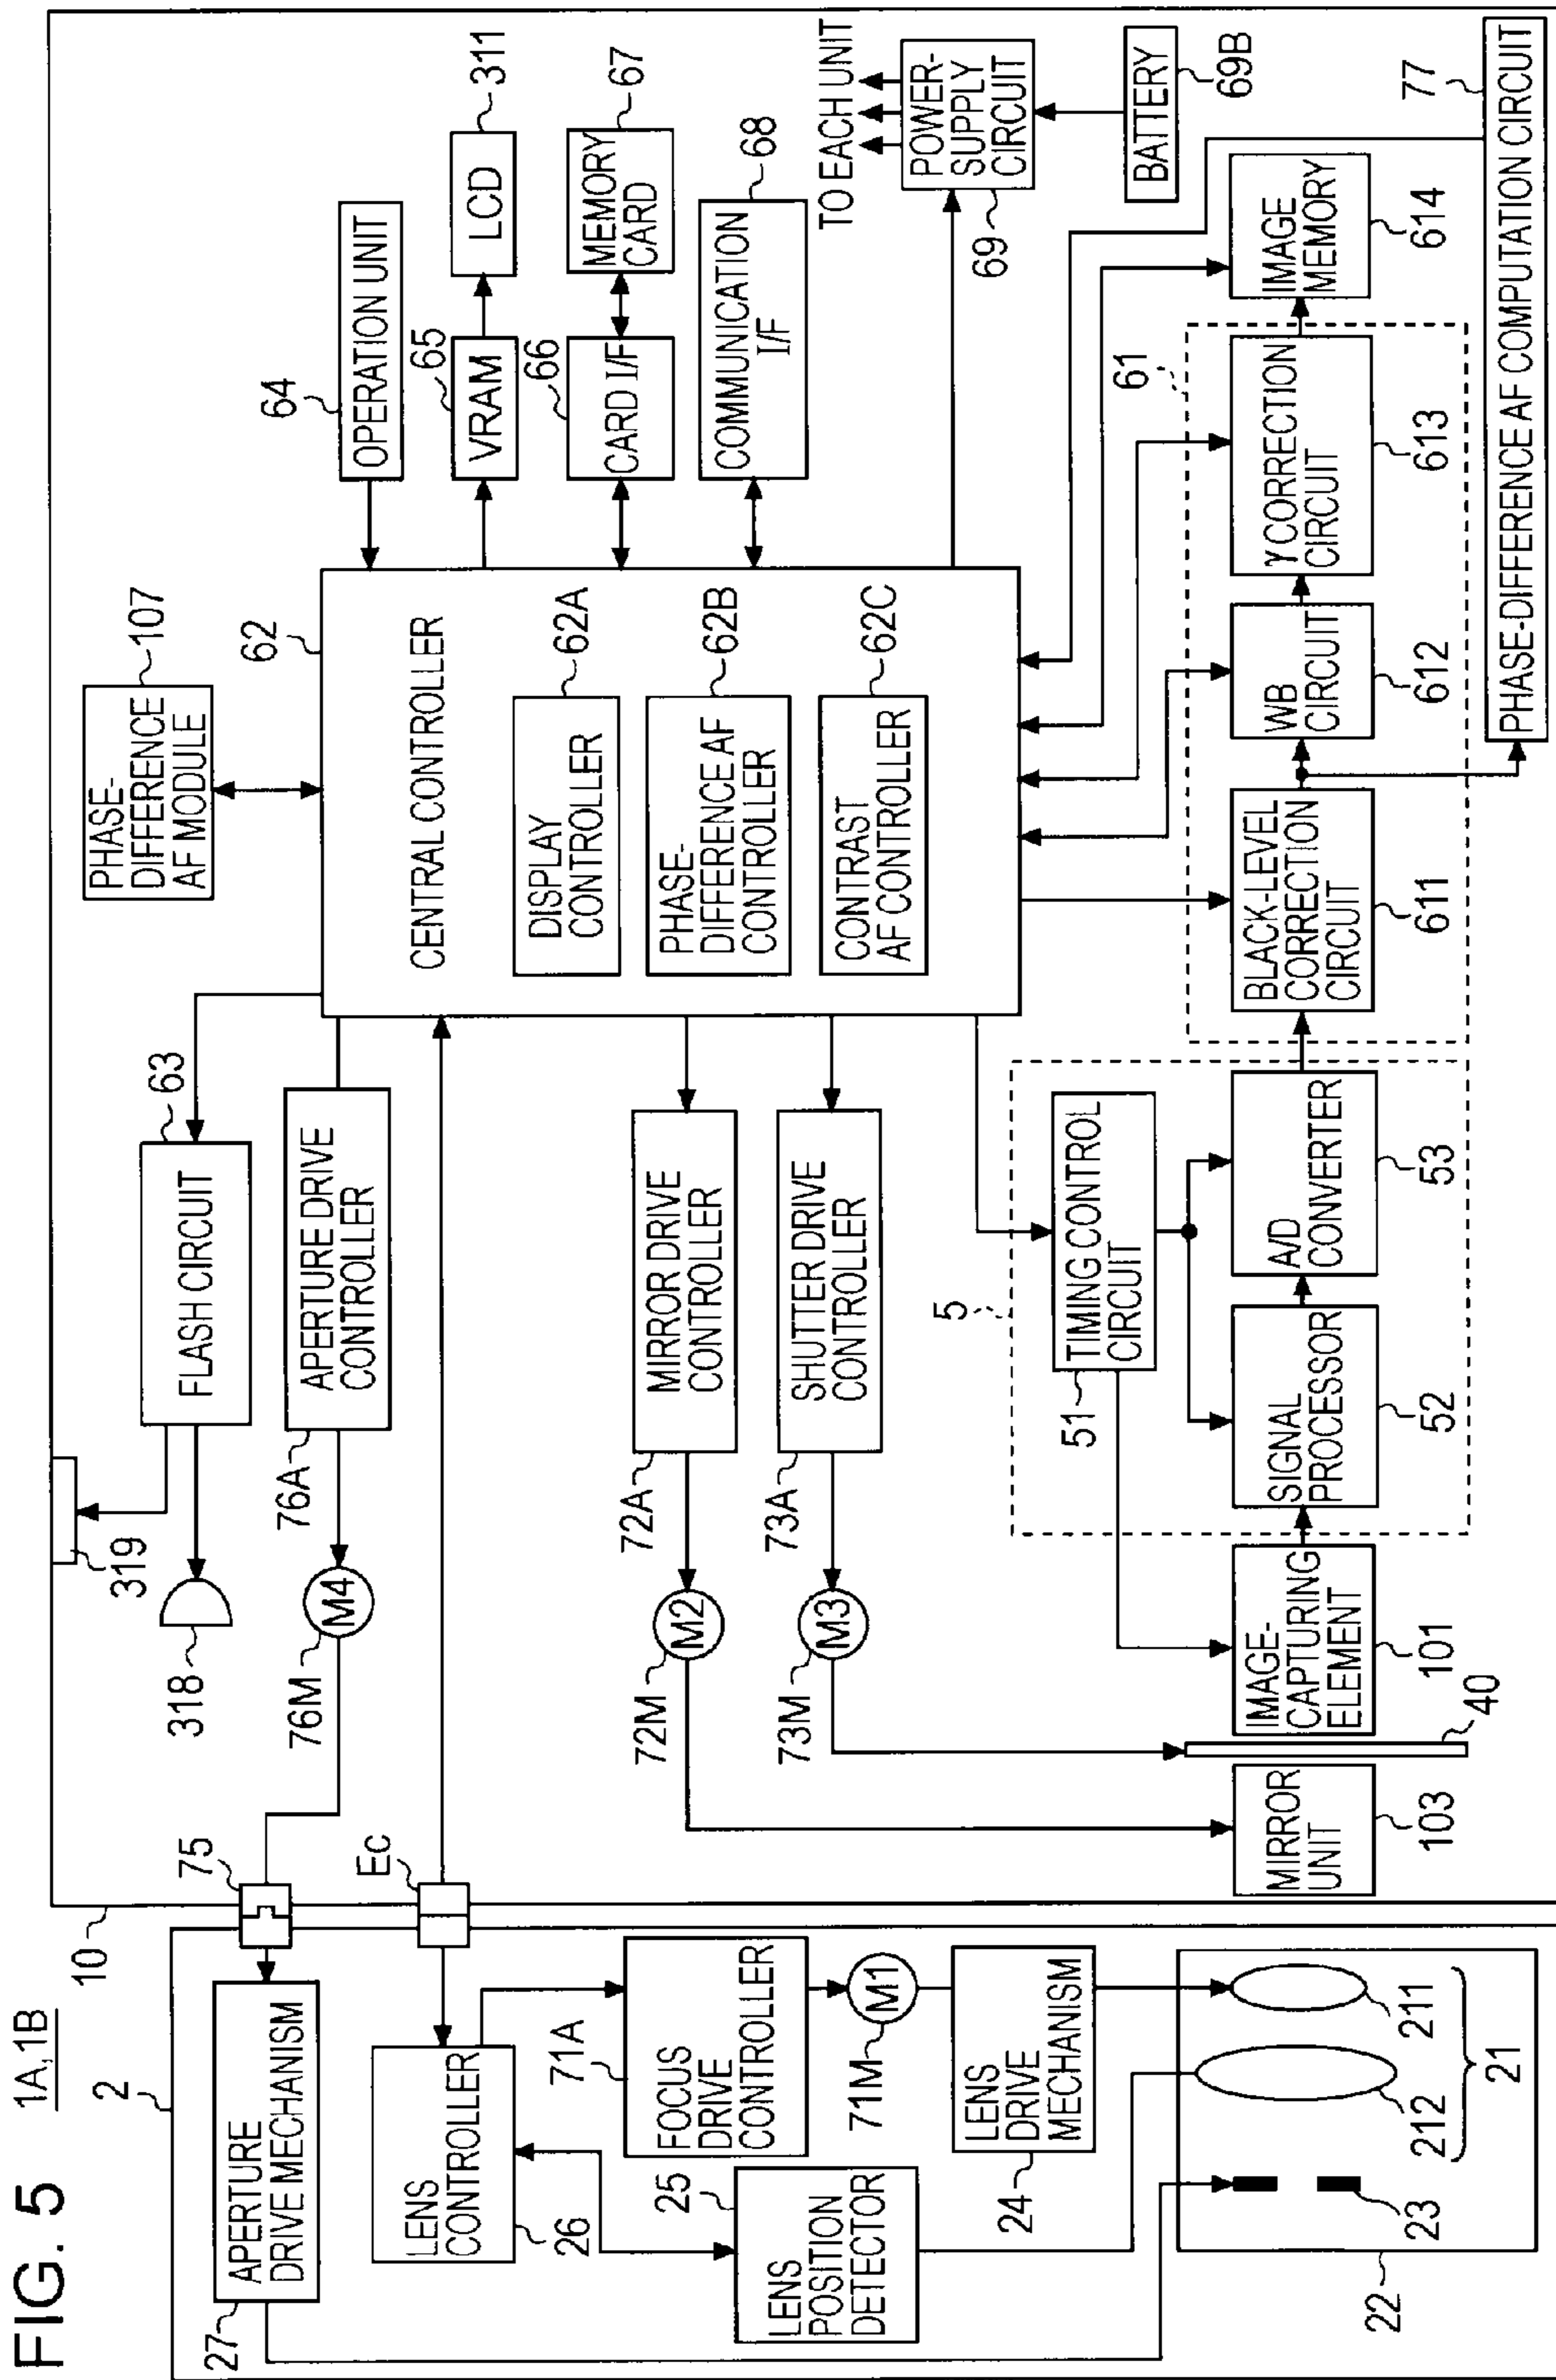 FIG. 5
1A,1B
2
10
27
APERTURE
DRIVE MECHANISM
75
76M
M4
76A
APERTURE DRIVE
CONTROLLER
318
319
FLASH CIRCUIT
63
PHASE-
DIFFERENCE
AF MODULE
107
LENS
CONTROLLER
26
Ec
62
CENTRAL CONTROLLER
DISPLAY
CONTROLLER
62A
PHASE-
DIFFERENCE AF
CONTROLLER
62B
CONTRAST
AF CONTROLLER
62C
64
OPERATION UNIT
65
VRAM
LCD
311
66
CARD I/F
MEMORY
CARD
67
COMMUNICATION
I/F
68
TO EACH UNIT
POWER-
SUPPLY
CIRCUIT
69
BATTERY
69B
71A
FOCUS
DRIVE
CONTROLLER
71M
M1
25
LENS
POSITION
DETECTOR
24
LENS
DRIVE
MECHANISM
72M
M2
72A
MIRROR DRIVE
CONTROLLER
73M
M3
73A
SHUTTER DRIVE
CONTROLLER
5
51
TIMING CONTROL
CIRCUIT
61
22
23
212
211
21
MIRROR
UNIT
103
40
IMAGE-
CAPTURING
ELEMENT
101
SIGNAL
PROCESSOR
52
A/D
CONVERTER
53
BLACK-LEVEL
CORRECTION
CIRCUIT
611
WB
CIRCUIT
612
γ CORRECTION
CIRCUIT
613
IMAGE
MEMORY
614
PHASE-DIFFERENCE AF COMPUTATION CIRCUIT
77